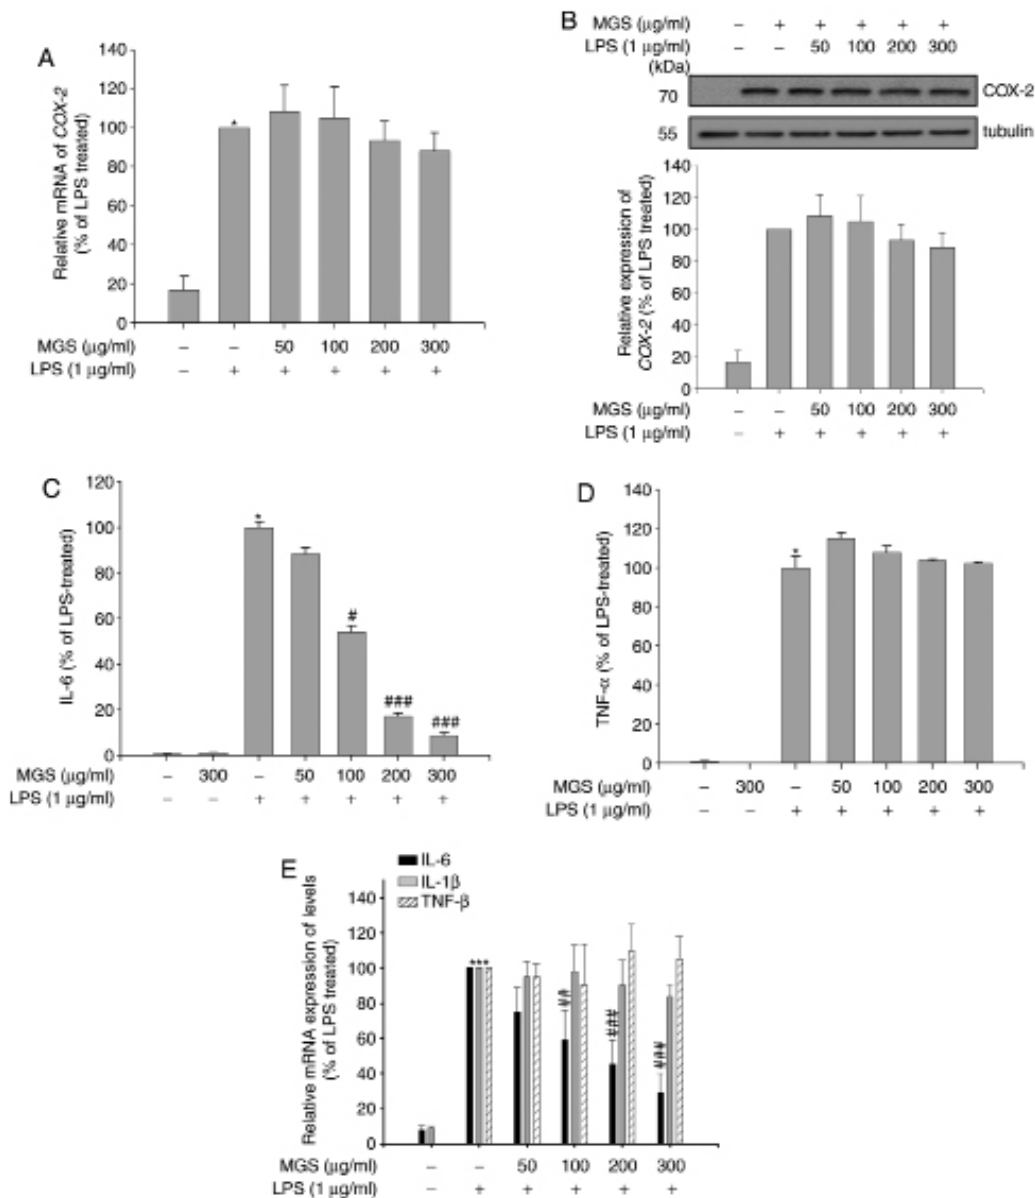 A
Relative mRNA of COX-2
(% of LPS treated)
140
120
100
80
60
40
20
0
*
MGS (μg/ml) – – 50 100 200 300
LPS (1 μg/ml) – + + + + +
B
MGS (μg/ml) – + + + + +
LPS (1 μg/ml) – – 50 100 200 300
(kDa)
70 COX-2
55 tubulin
Relative expression of
COX-2 (% of LPS treated)
140
120
100
80
60
40
20
0
MGS (μg/ml) – – 50 100 200 300
LPS (1 μg/ml) – + + + + +
C
IL-6 (% of LPS-treated)
120
100
80
60
40
20
0
* # ### ###
MGS (μg/ml) – 300 – 50 100 200 300
LPS (1 μg/ml) – – + + + + +
D
TNF-α (% of LPS-treated)
140
120
100
80
60
40
20
0
*
MGS (μg/ml) – 300 – 50 100 200 300
LPS (1 μg/ml) – – + + + + +
E
IL-6
IL-1β
TNF-β
Relative mRNA expression of levels
(% of LPS treated)
140
120
100
80
60
40
20
0
*** ## ### ###
MGS (μg/ml) – – 50 100 200 300
LPS (1 μg/ml) – + + + + +